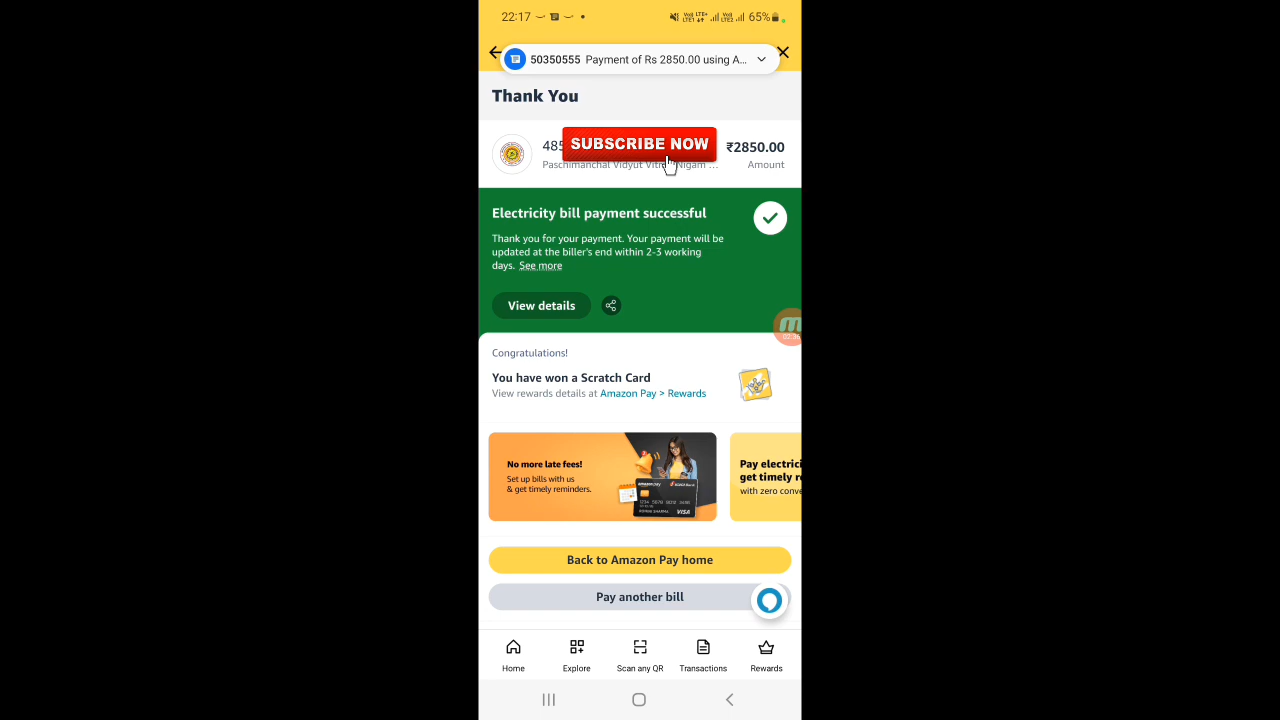 22:17
65%
50350555 Payment of Rs 2850.00 using A...
Thank You
485
SUBSCRIBE NOW
₹2850.00
Paschimanchal Vidyut Vitran Nigam ...
Amount
Electricity bill payment successful
Thank you for your payment. Your payment will be
updated at the biller's end within 2-3 working
days. See more
View details
Congratulations!
You have won a Scratch Card
View rewards details at Amazon Pay > Rewards
No more late fees!
Set up bills with us
& get timely reminders.
VISA
Pay electrici
get timely r
with zero conve
Back to Amazon Pay home
Pay another bill
Home
Explore
Scan any QR
Transactions
Rewards